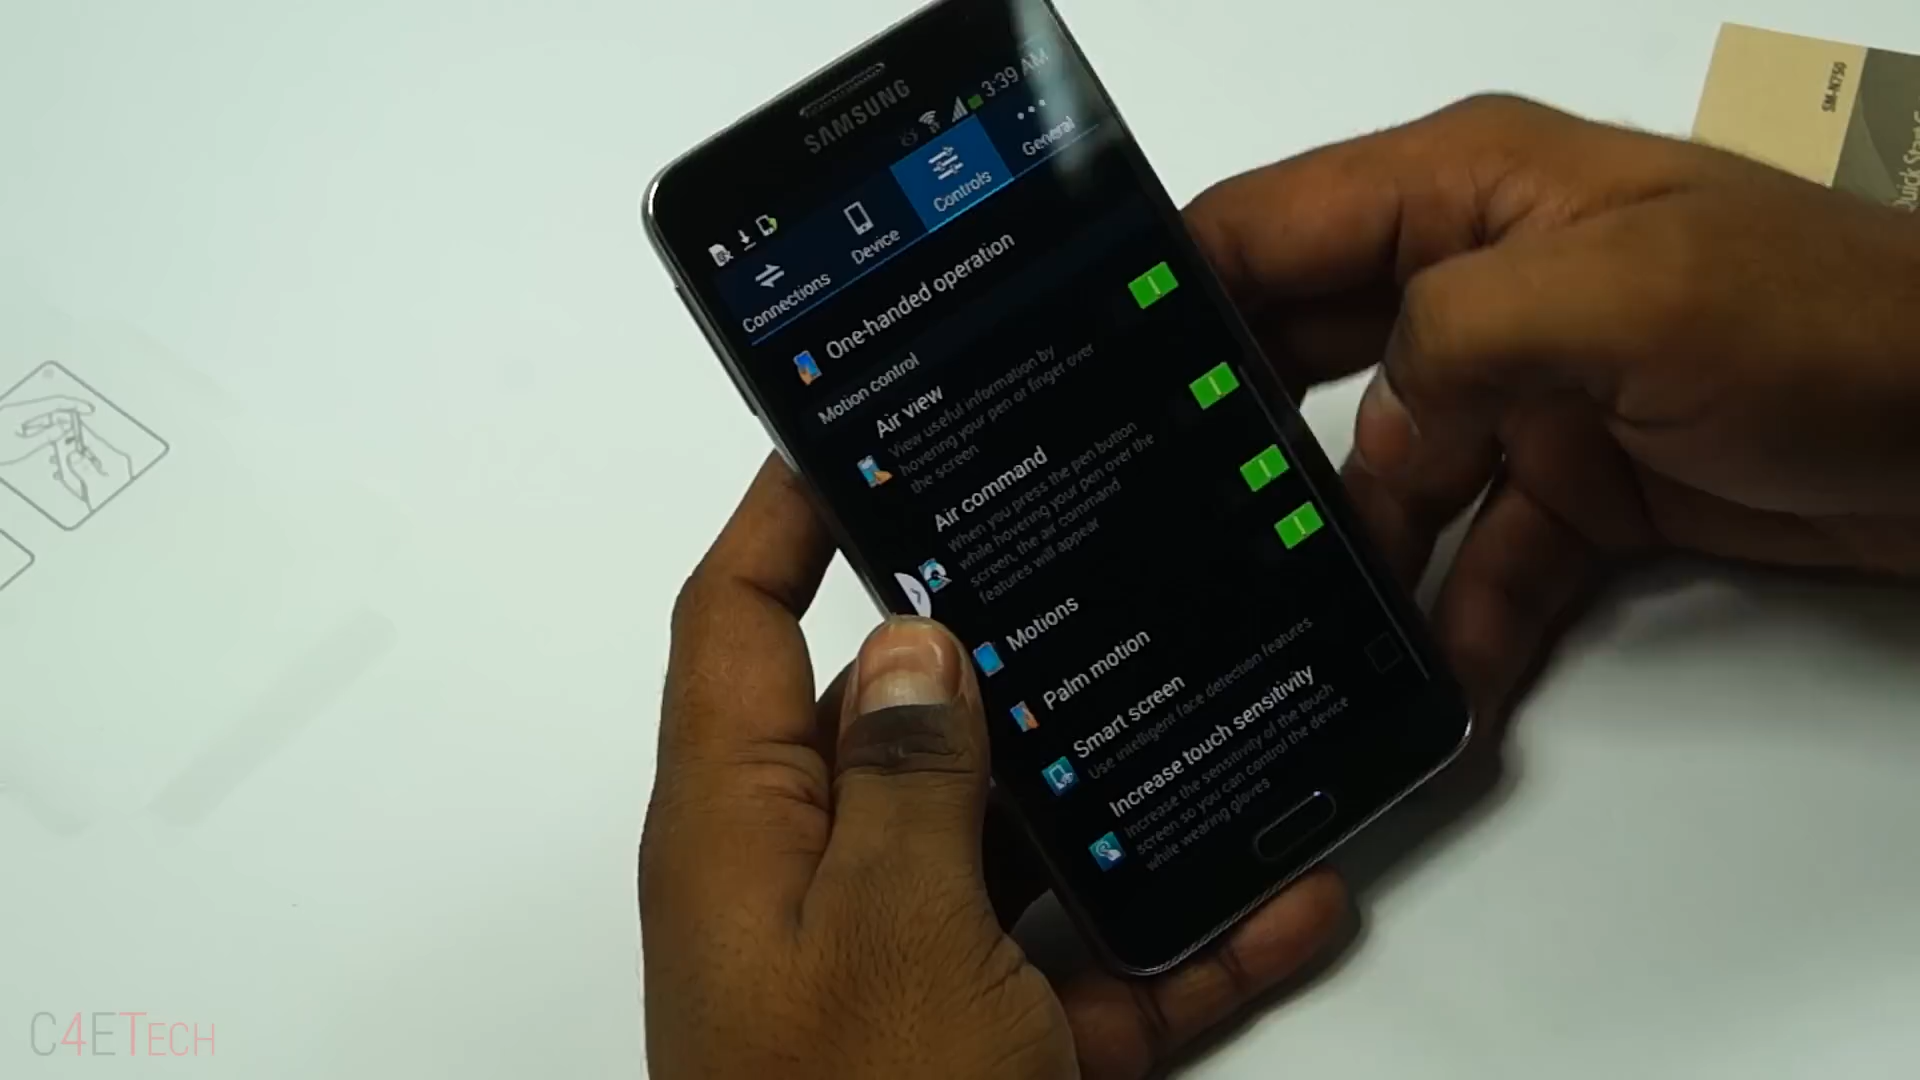 SAMSUNG
3:39 AM
Connections
Device
Controls
General
One-handed operation
Motion control
Air view
View useful information by
hovering your pen or finger over
the screen
Air command
When you press the pen button
while hovering your pen over the
screen, the air command
features will appear
Motions
Palm motion
Smart screen
Use intelligent face detection features
Increase touch sensitivity
Increase the sensitivity of the touch
screen so you can control the device
while wearing gloves
SM-N750
Quick Start
C4ETECH